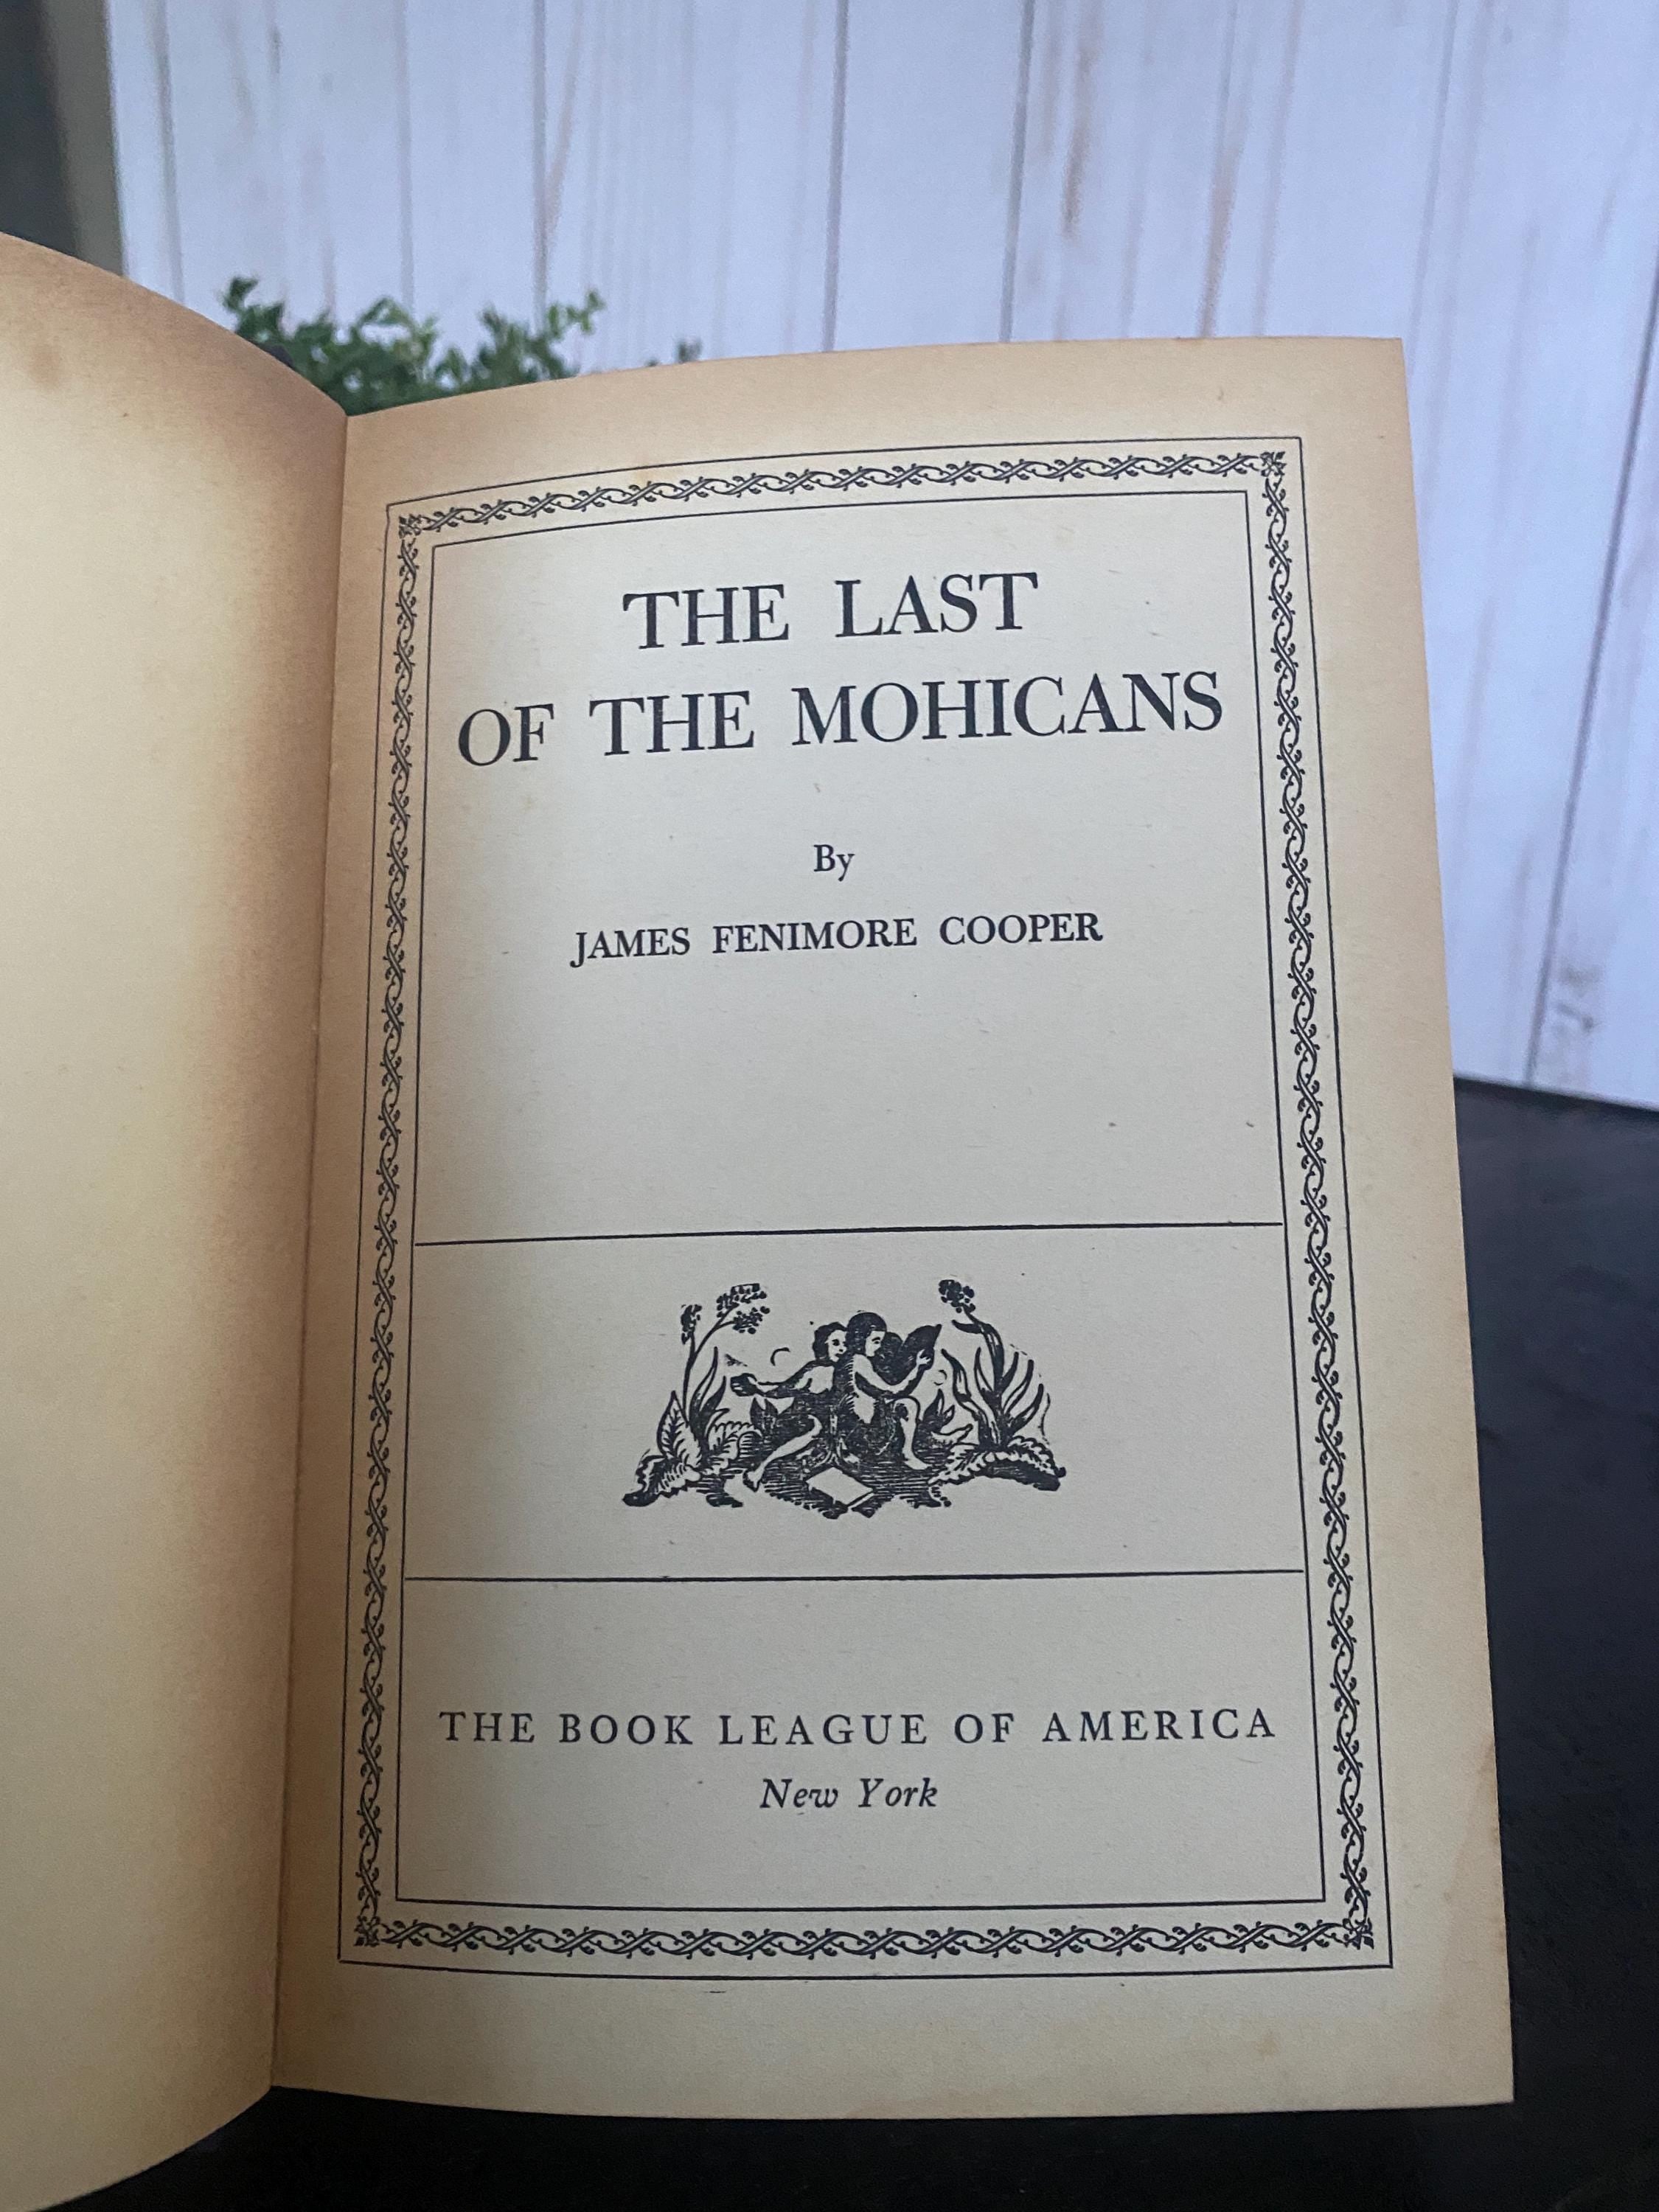 THE LAST
OF THE MOHICANS
By
JAMES FENIMORE COOPER
THE BOOK LEAGUE OF AMERICA
New York